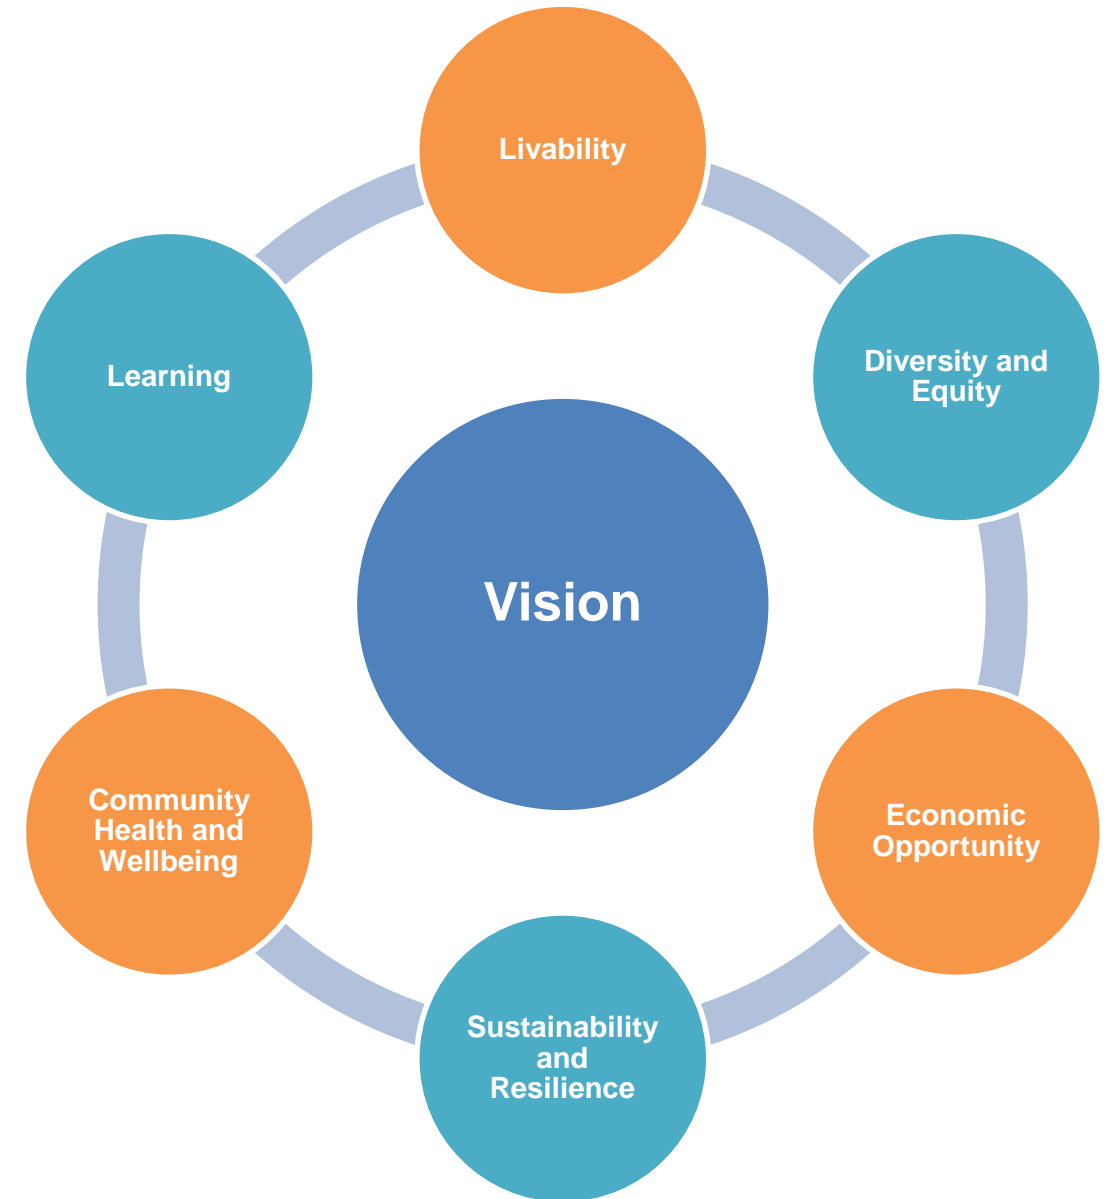 Livability
Diversity and
Equity
Economic
Opportunity
Sustainability
and
Resilience
Community
Health and
Wellbeing
Learning
Vision